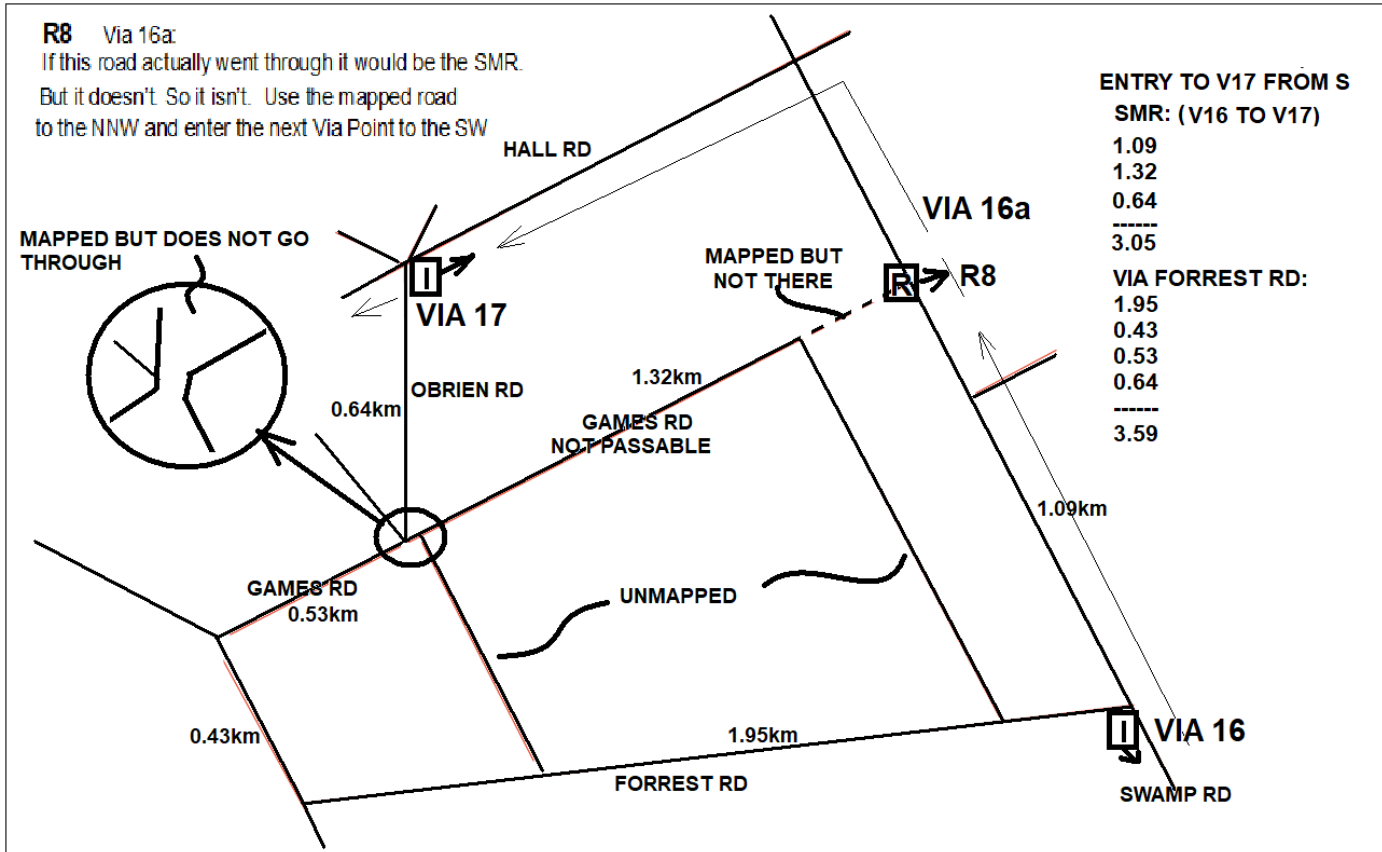 R8 Via 16a:
If this road actually went through it would be the SMR.
But it doesn't. So it isn't. Use the mapped road
to the NNW and enter the next Via Point to the SW
ENTRY TO V17 FROM S
SMR: (V16 TO V17)
1.09
1.32
0.64
------
3.05
VIA FORREST RD:
1.95
0.43
0.53
0.64
------
3.59
HALL RD
VIA 16a
MAPPED BUT DOES NOT GO
THROUGH
MAPPED BUT
NOT THERE
R
R8
I
VIA 17
1.32km
OBRIEN RD
0.64km
GAMES RD
NOT PASSABLE
1.09km
GAMES RD
0.53km
UNMAPPED
0.43km
1.95km
I
VIA 16
FORREST RD
SWAMP RD